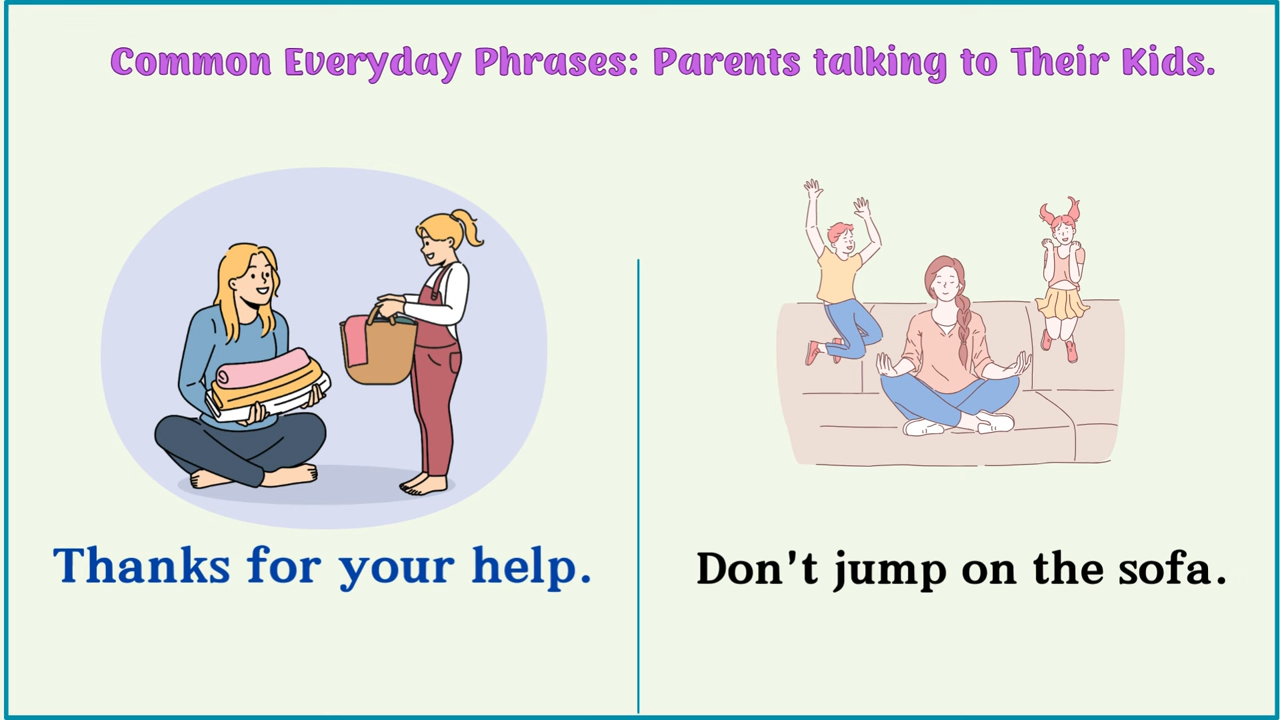 Common Everyday Phrases: Parents talking to Their Kids.
Thanks for your help.
Don't jump on the sofa.